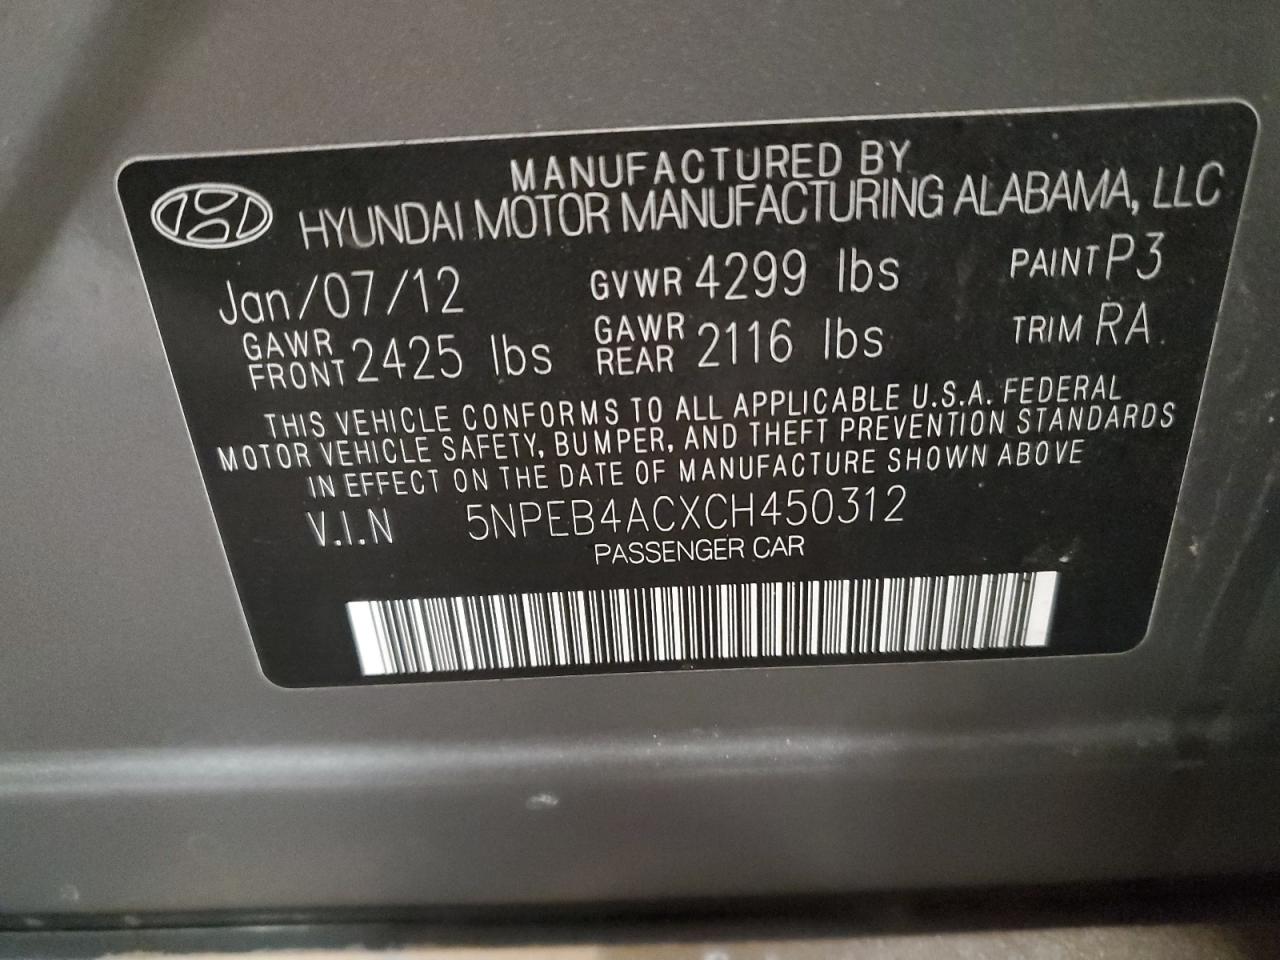 MANUFACTURED BY
HYUNDAI MOTOR MANUFACTURING ALABAMA, LLC
Jan/07/12 GVWR 4299 lbs PAINT P3
GAWR FRONT 2425 lbs GAWR REAR 2116 lbs TRIM RA
THIS VEHICLE CONFORMS TO ALL APPLICABLE U.S.A. FEDERAL
MOTOR VEHICLE SAFETY, BUMPER, AND THEFT PREVENTION STANDARDS
IN EFFECT ON THE DATE OF MANUFACTURE SHOWN ABOVE
V.I.N 5NPEB4ACXCH450312
PASSENGER CAR